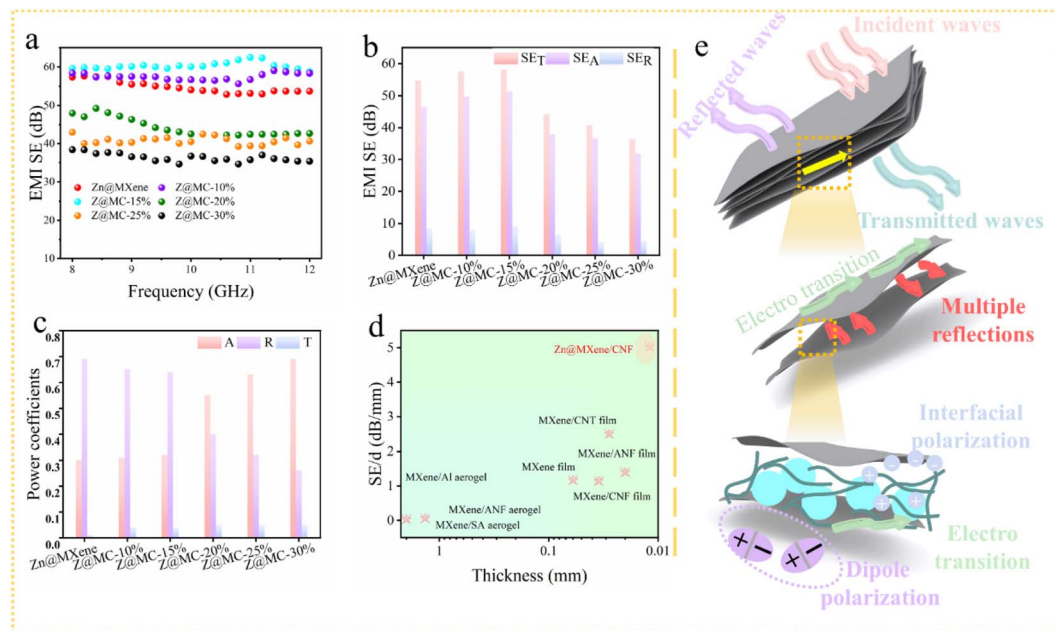 a
EMI SE (dB)
60
50
40
30
20
10
Zn@MXene
Z@MC-10%
Z@MC-15%
Z@MC-20%
Z@MC-25%
Z@MC-30%
8
9
10
11
12
Frequency (GHz)
b
SET
SEA
SER
EMI SE (dB)
60
50
40
30
20
10
0
Zn@MXene
Z@MC-10%
Z@MC-15%
Z@MC-20%
Z@MC-25%
Z@MC-30%
c
A
R
T
Power coefficients
0.8
0.7
0.6
0.5
0.4
0.3
0.2
0.1
0.0
Zn@MXene
Z@MC-10%
Z@MC-15%
Z@MC-20%
Z@MC-25%
Z@MC-30%
d
SE/d (dB/mm)
5
4
3
2
1
0
Zn@MXene/CNF
MXene/CNT film
MXene/ANF film
MXene film
MXene/CNF film
MXene/AI aerogel
MXene/ANF aerogel
MXene/SA aerogel
0.1
0.01
Thickness (mm)
e
Incident waves
Reflected waves
Transmitted waves
Electro transition
Multiple
reflections
Interfacial
polarization
Electro
transition
Dipole
polarization